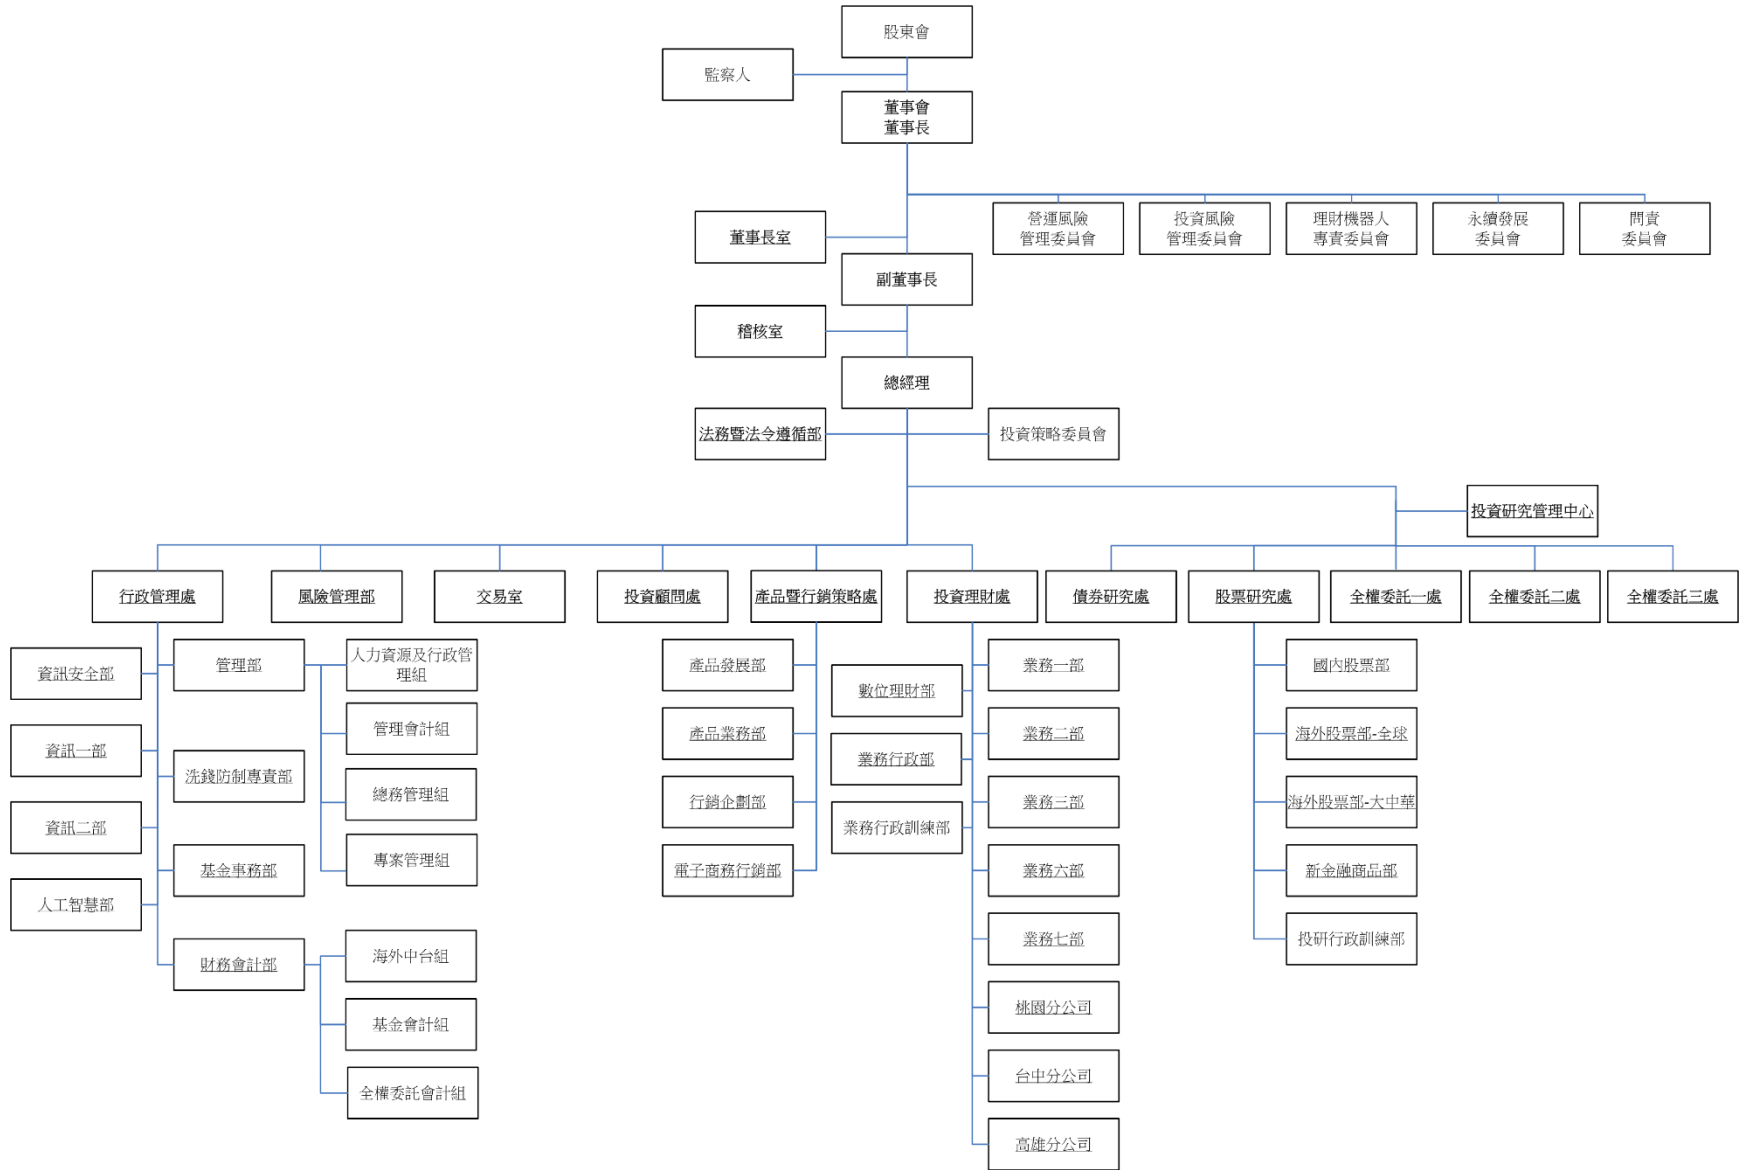 股東會
監察人
董事會
董事長
營運風險
管理委員會
投資風險
管理委員會
理財機器人
專責委員會
永續發展
委員會
問責
委員會
董事長室
副董事長
稽核室
總經理
法務暨法令遵循部
投資策略委員會
投資研究管理中心
行政管理處
風險管理部
交易室
投資顧問處
產品暨行銷策略處
投資理財處
債券研究處
股票研究處
全權委託一處
全權委託二處
全權委託三處
資訊安全部
資訊一部
資訊二部
人工智慧部
管理部
洗錢防制專責部
基金事務部
財務會計部
人力資源及行政管
理組
管理會計組
總務管理組
專案管理組
海外中台組
基金會計組
全權委託會計組
產品發展部
產品業務部
行銷企劃部
電子商務行銷部
數位理財部
業務行政部
業務行政訓練部
業務一部
業務二部
業務三部
業務六部
業務七部
桃園分公司
台中分公司
高雄分公司
國內股票部
海外股票部-全球
海外股票部-大中華
新金融商品部
投研行政訓練部